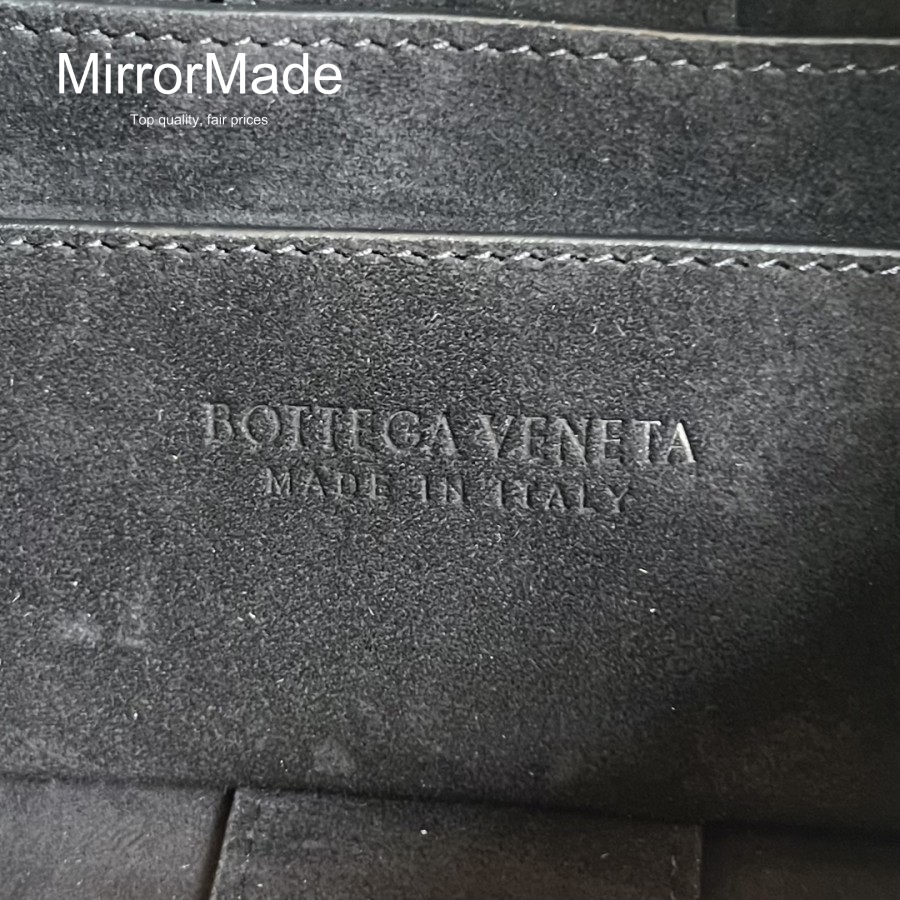 MirrorMade
Top quality, fair prices
BOTTEGA VENETA
MADE IN ITALY